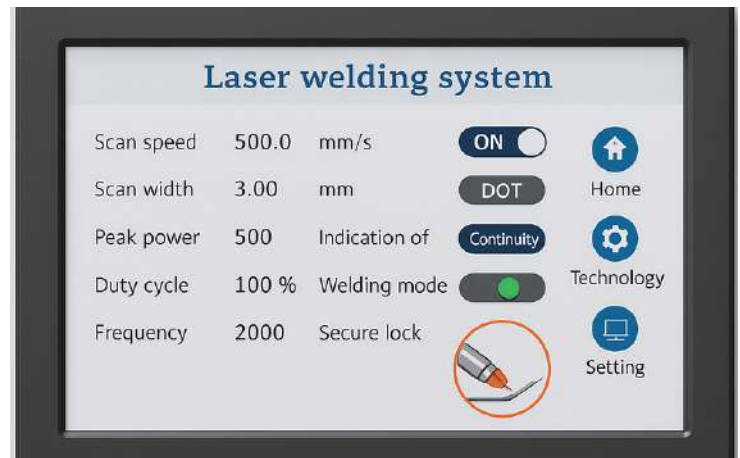 Laser welding system
Scan speed 500.0 mm/s ON
Scan width 3.00 mm DOT
Home
Peak power 500 Indication of Continuity
Duty cycle 100 % Welding mode
Technology
Frequency 2000 Secure lock
Setting